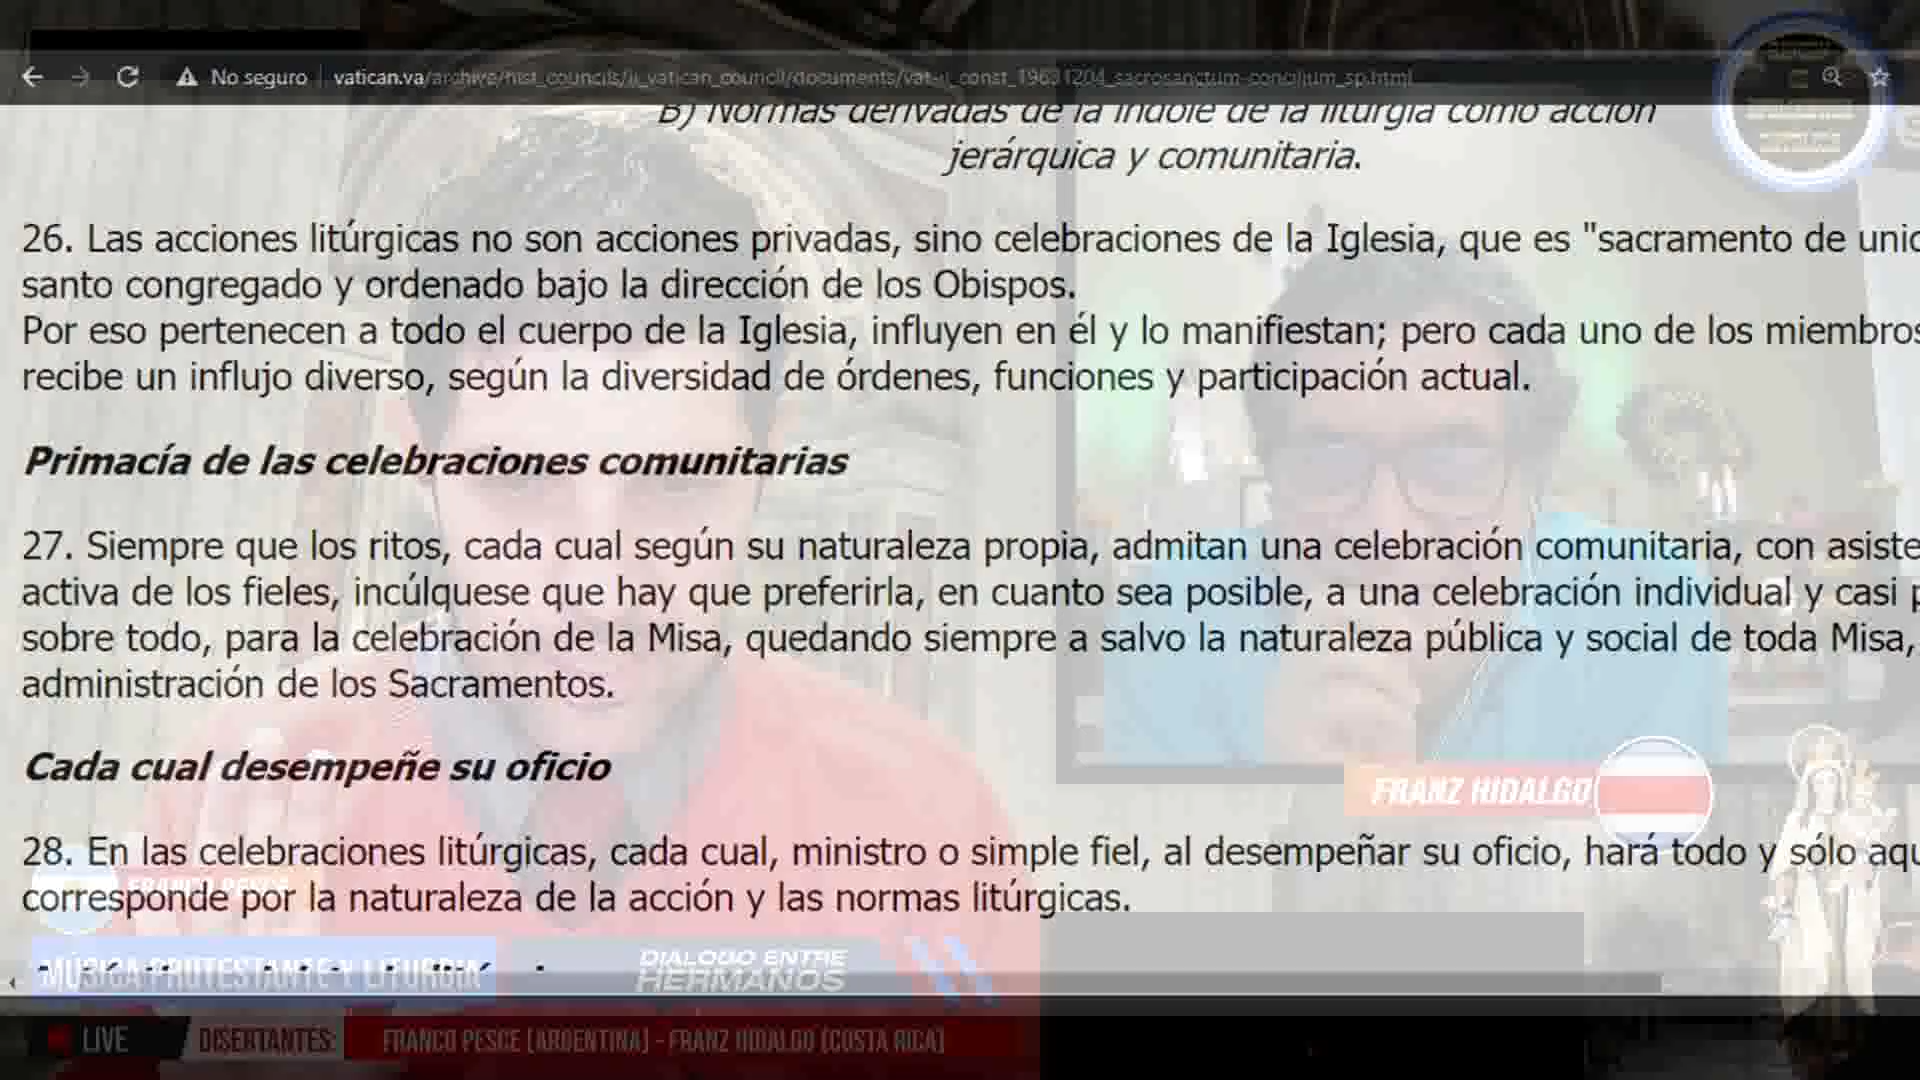 No seguro
vatican.va/archive/hist_councils/ii_vatican_council/documents/vat-ii_const_19631204_sacrosanctum-concilium_sp.html
B) Normas derivadas de la índole de la liturgia como acción
jerárquica y comunitaria.
26. Las acciones litúrgicas no son acciones privadas, sino celebraciones de la Iglesia, que es "sacramento de
santo congregado y ordenado bajo la dirección de los Obispos.
Por eso pertenecen a todo el cuerpo de la Iglesia, influyen en él y lo manifiestan; pero cada uno de los miembros
recibe un influjo diverso, según la diversidad de órdenes, funciones y participación actual.
Primacía de las celebraciones comunitarias
27. Siempre que los ritos, cada cual según su naturaleza propia, admitan una celebración comunitaria, con
activa de los fieles, incúlquese que hay que preferirla, en cuanto sea posible, a una celebración individual y casi
sobre todo, para la celebración de la Misa, quedando siempre a salvo la naturaleza pública y social de toda Misa,
administración de los Sacramentos.
Cada cual desempeñe su oficio
FRANZ HIDALGO
28. En las celebraciones litúrgicas, cada cual, ministro o simple fiel, al desempeñar su oficio, hará todo y sólo
FRANCO PESCE
corresponde por la naturaleza de la acción y las normas litúrgicas.
MÚSICA PROTESTANTE Y LITURGIA
DIALOGO ENTRE
HERMANOS
LIVE
DISERTANTES:
FRANCO PESCE (ARGENTINA) - FRANZ HIDALGO (COSTA RICA)